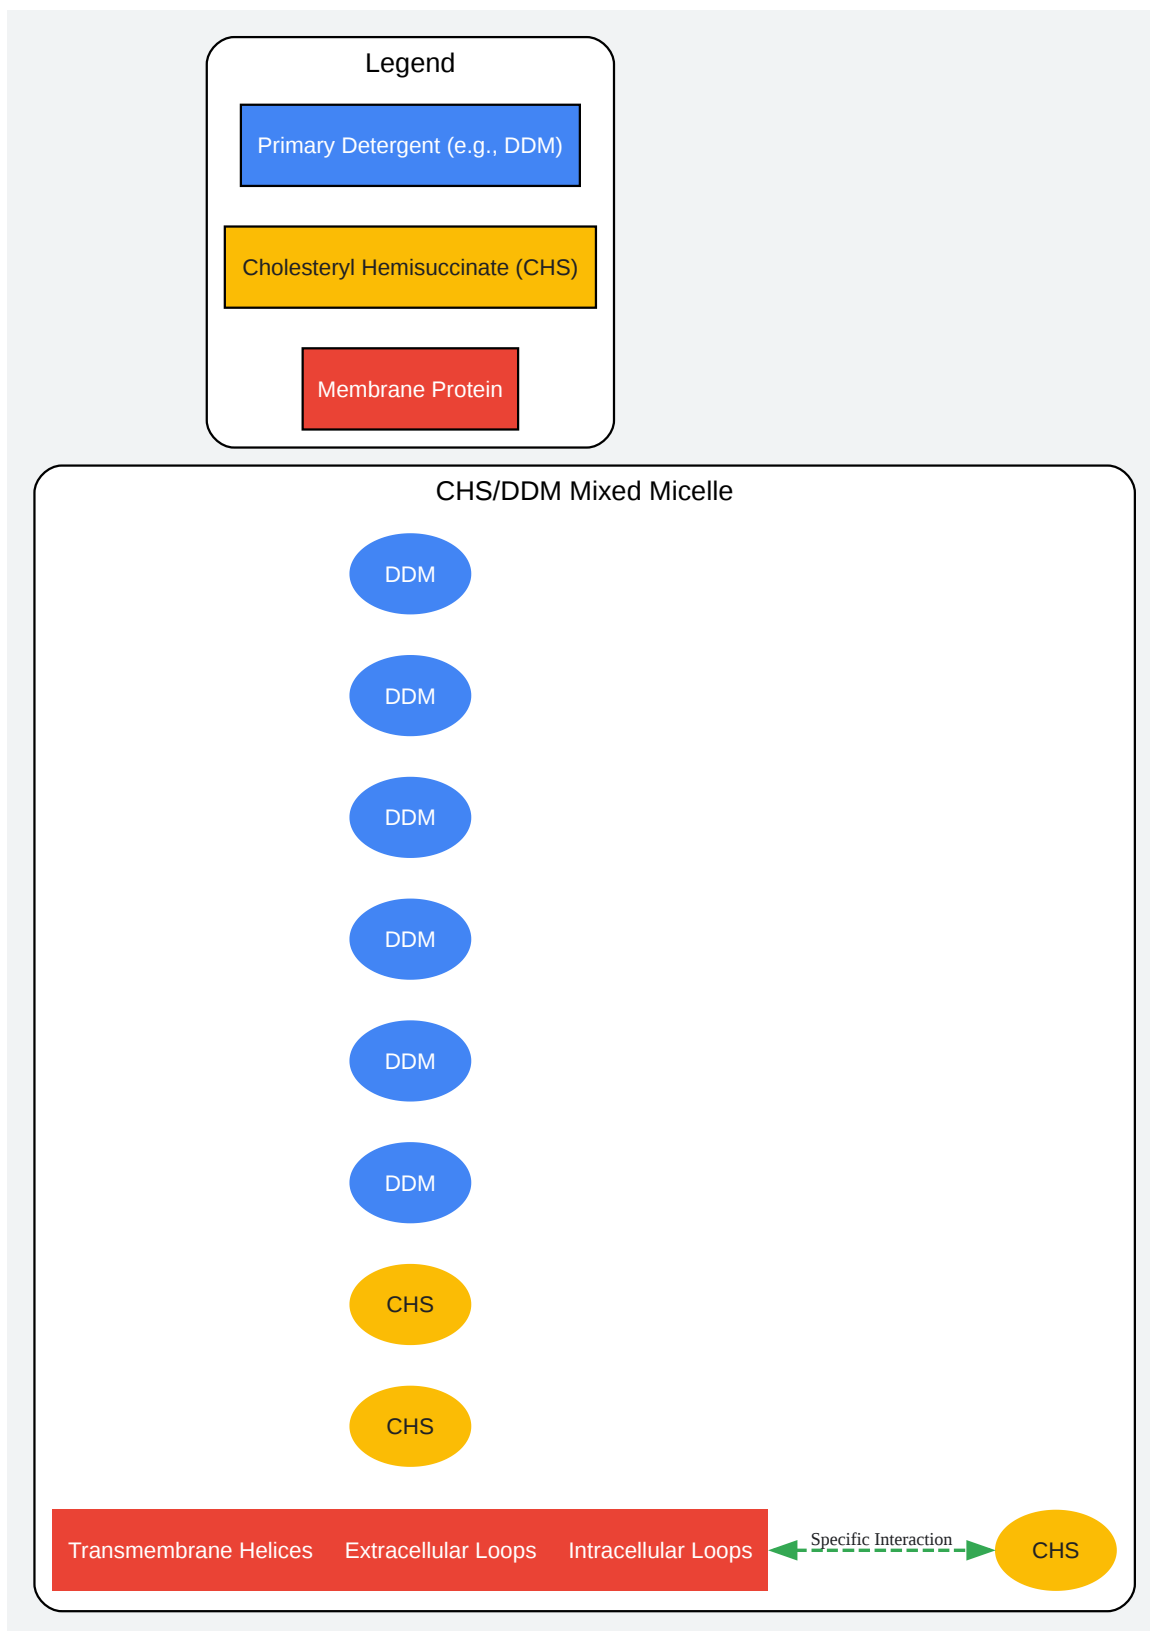 Legend
Primary Detergent (e.g., DDM)
Cholesteryl Hemisuccinate (CHS)
Membrane Protein
CHS/DDM Mixed Micelle
DDM
DDM
DDM
DDM
DDM
DDM
CHS
CHS
Transmembrane Helices Extracellular Loops Intracellular Loops Specific Interaction CHS